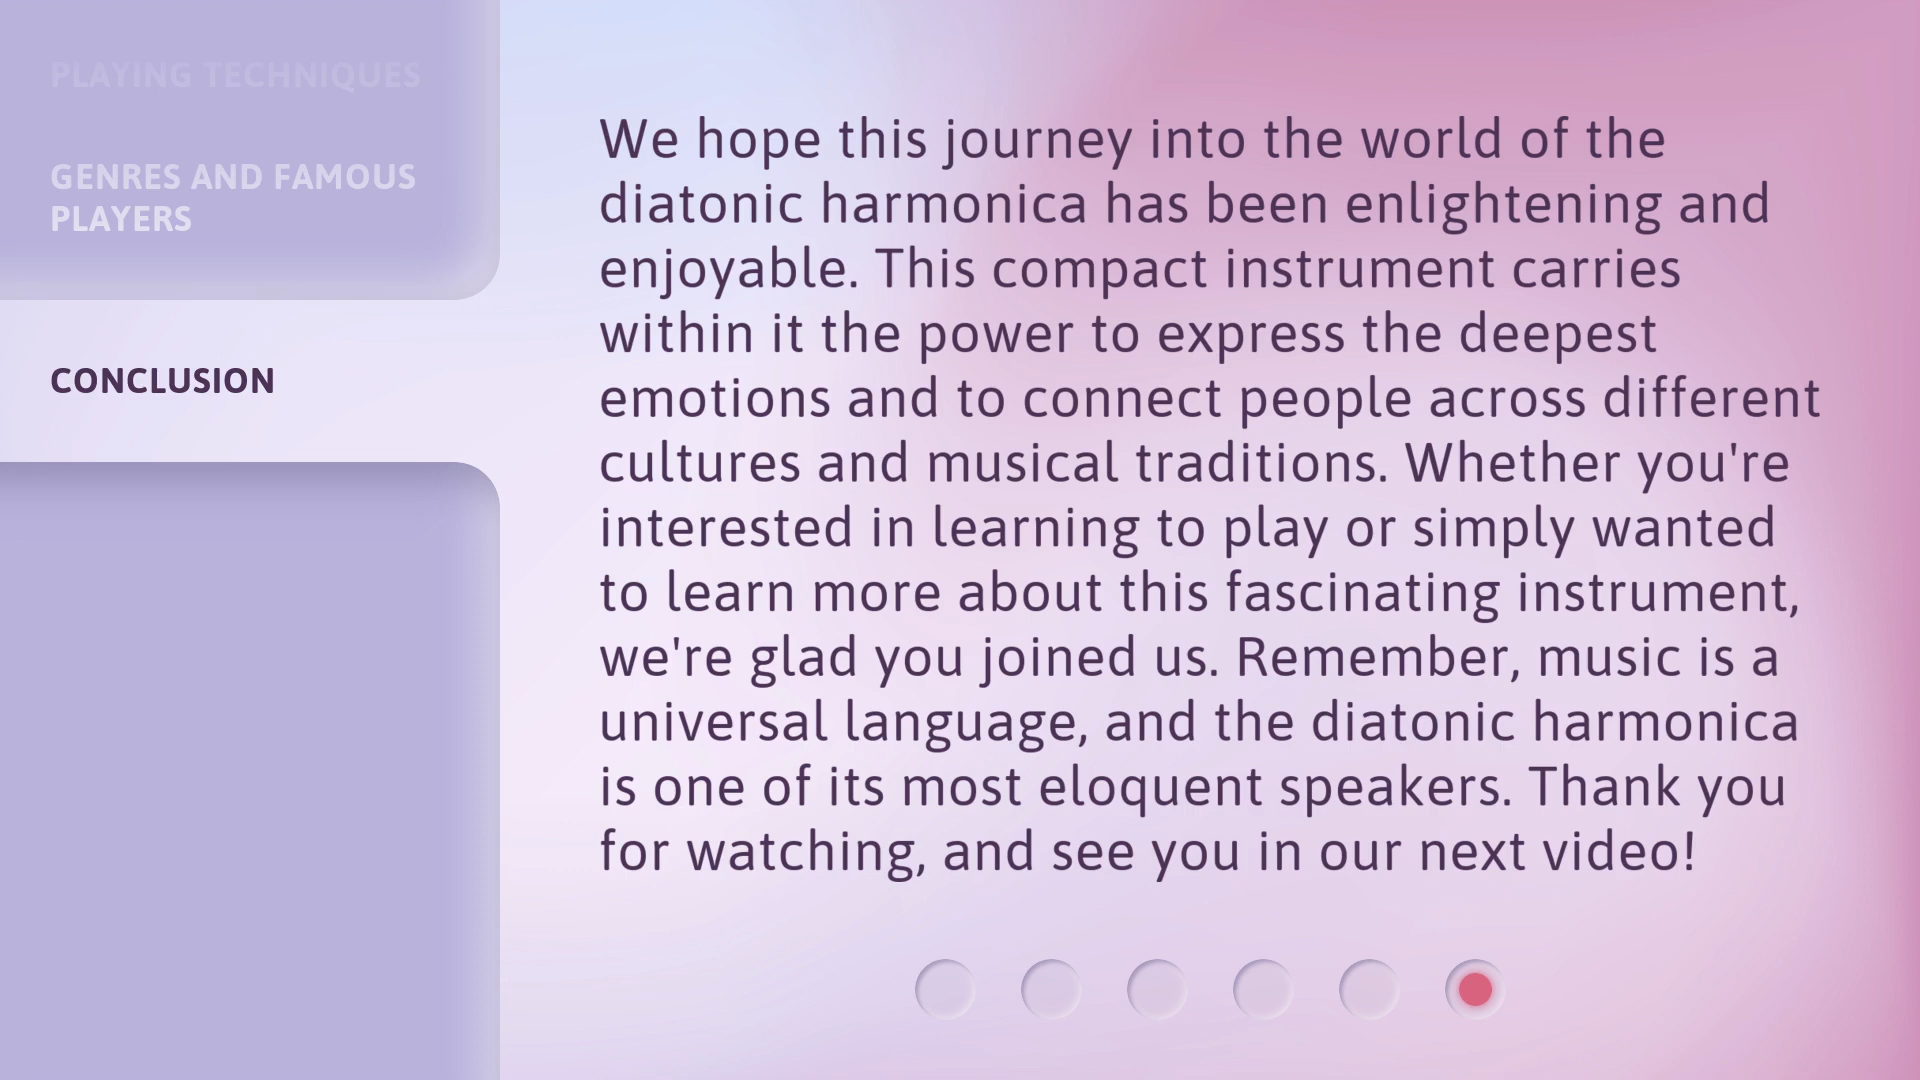 PLAYING TECHNIQUES
GENRES AND FAMOUS
PLAYERS
CONCLUSION
We hope this journey into the world of the
diatonic harmonica has been enlightening and
enjoyable. This compact instrument carries
within it the power to express the deepest
emotions and to connect people across different
cultures and musical traditions. Whether you're
interested in learning to play or simply wanted
to learn more about this fascinating instrument,
we're glad you joined us. Remember, music is a
universal language, and the diatonic harmonica
is one of its most eloquent speakers. Thank you
for watching, and see you in our next video!